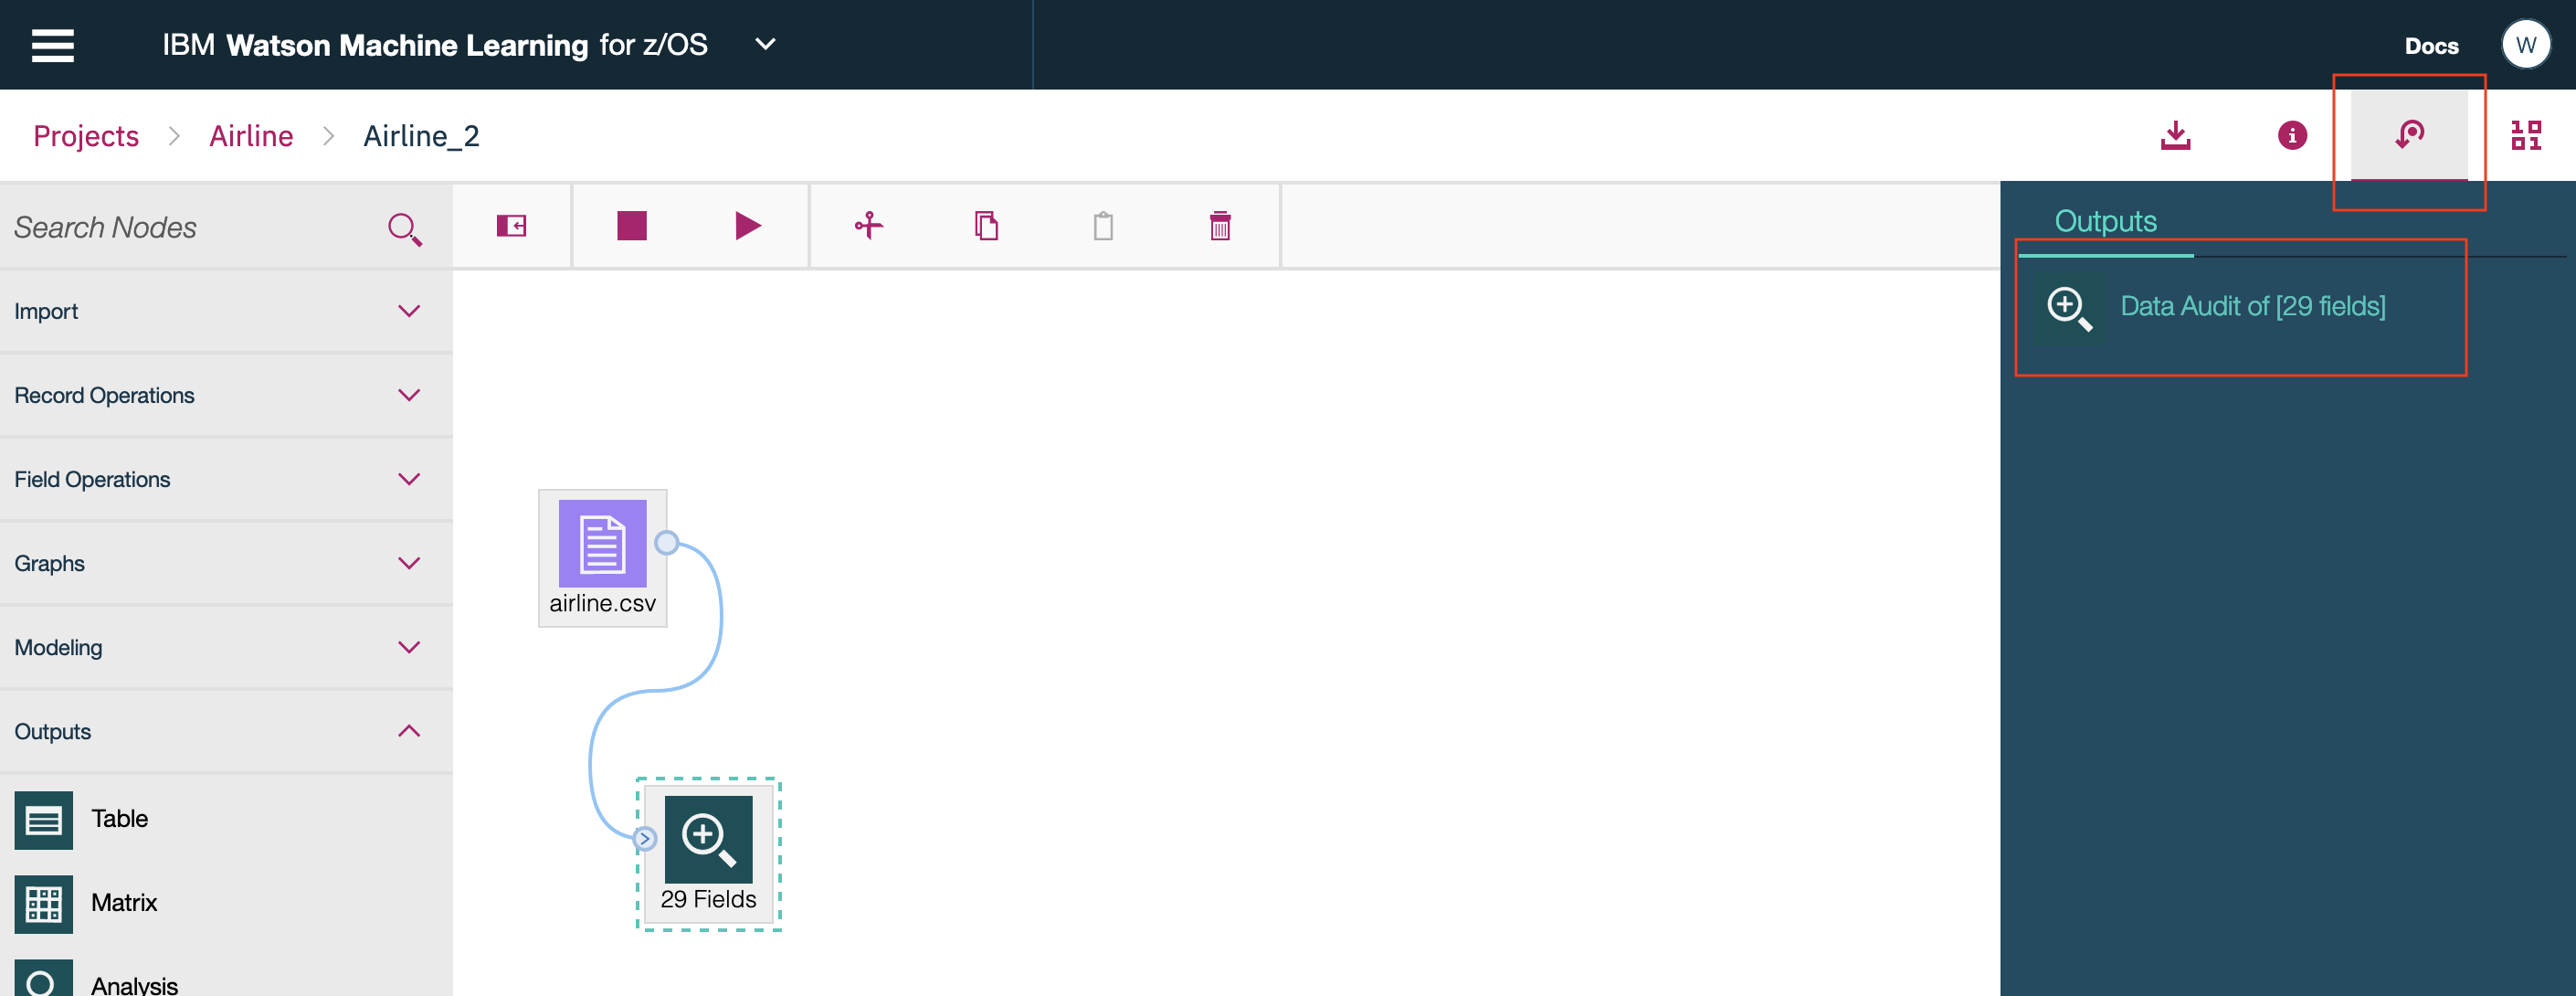 IBM Watson Machine Learning for z/OS
Docs
W
Projects > Airline > Airline_2
Search Nodes
Import
Record Operations
Field Operations
Graphs
Modeling
Outputs
Table
Matrix
Analysis
airline.csv
29 Fields
Outputs
Data Audit of [29 fields]